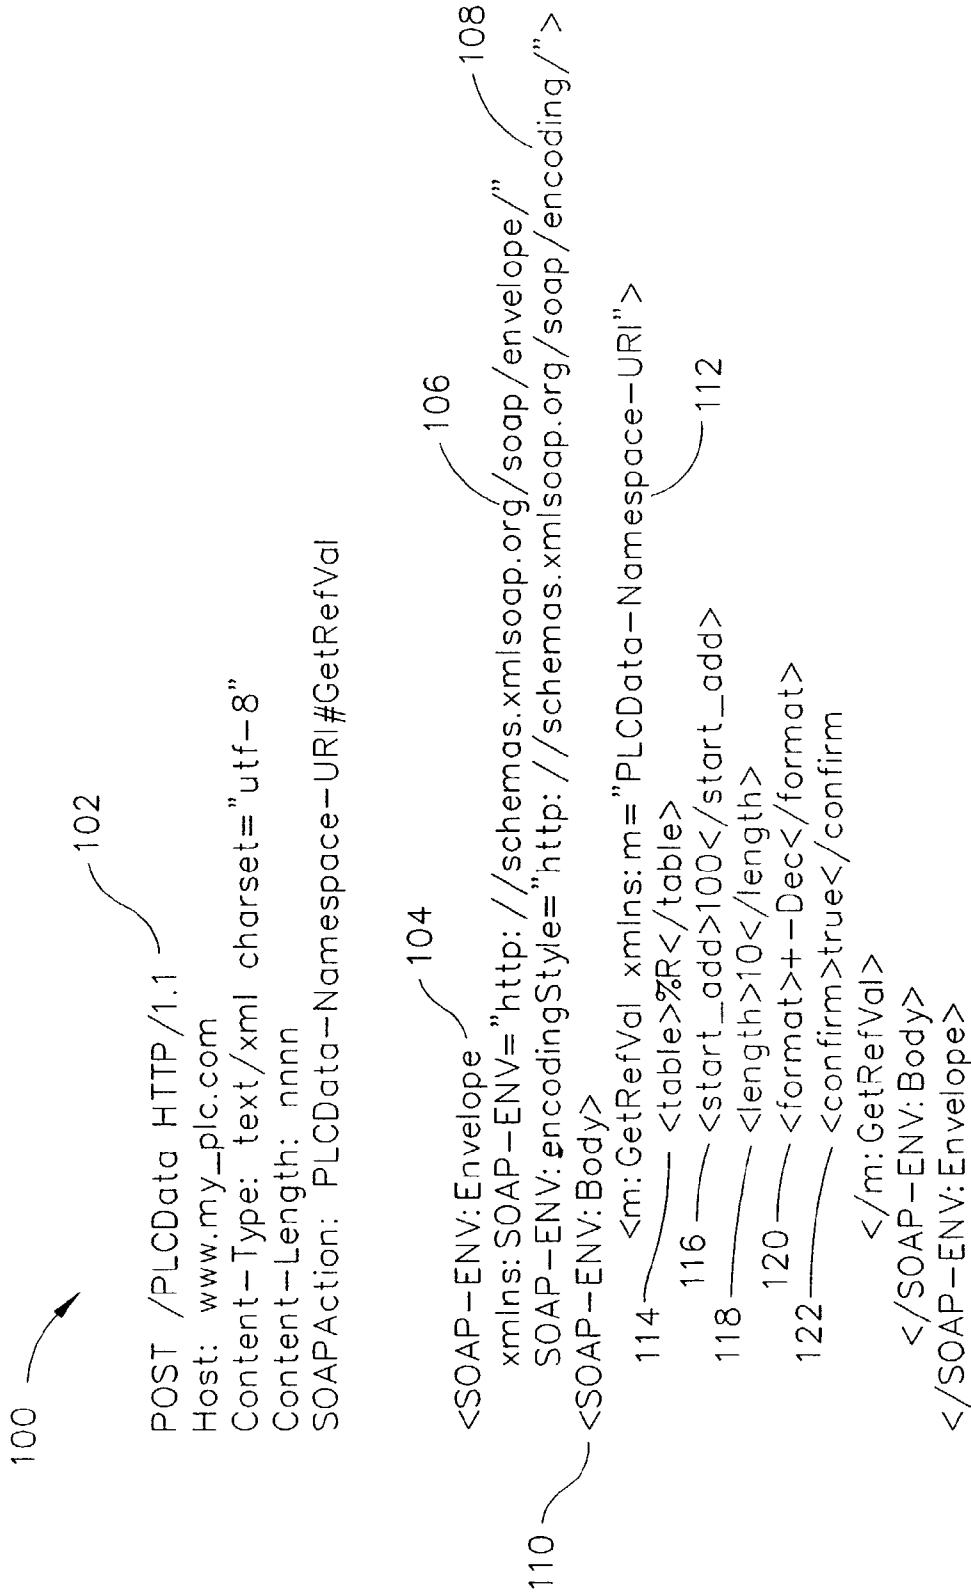 100
POST /PLCData HTTP/1.1 102
Host: www.my_plc.com
Content-Type: text/xml charset="utf-8"
Content-Length: nnnn
SOAPAction: PLCData-Namespace-URI#GetRefVal
<SOAP-ENV:Envelope 104
xmlns:SOAP-ENV="http://schemas.xmlsoap.org/soap/envelope/" 106
SOAP-ENV:encodingStyle="http://schemas.xmlsoap.org/soap/encoding/"> 108
110 <SOAP-ENV:Body>
<m:GetRefVal xmlns:m="PLCData-Namespace-URI"> 112
114 <table>%R</table>
116 <start_add>100</start_add>
118 <length>10</length>
120 <format>+-Dec</format>
122 <confirm>true</confirm
</m:GetRefVal>
</SOAP-ENV:Body>
</SOAP-ENV:Envelope>